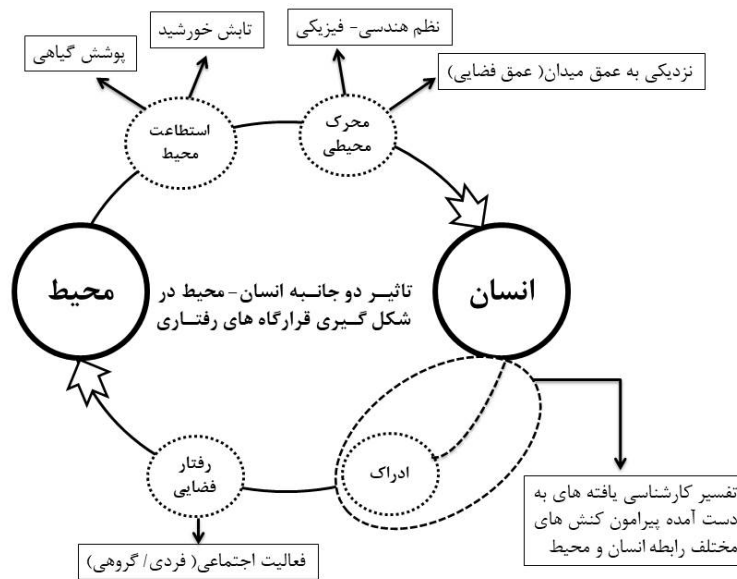 نظم هندسی- فیزیکی
تابش خورشید
پوشش گیاهی
نزدیکی به عمق میدان( عمق فضایی)
محرک
محیطی
استطاعت
محیط
انسان
محیط
تاثیـر دو جانـبه انسان-محیط در
شکل گیـری قرارگاه های رفتـاری
ادراک
رفتار
فضایی
تفسیر کارشناسی یافته های به
دست آمده پیرامون کنش های
مختلف رابطه انسان و محیط
فعالیت اجتماعی( فردی/ گروهی)